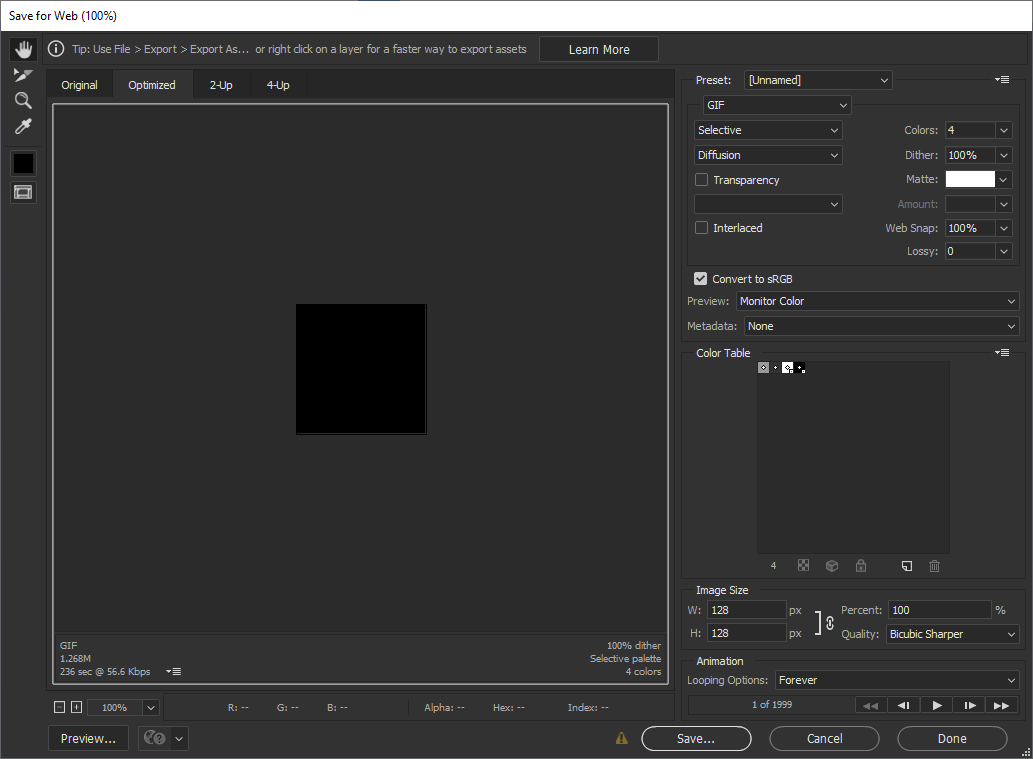 Save for Web (100%)
Tip: Use File > Export > Export As... or right click on a layer for a faster way to export assets
Learn More
Original
Optimized
2-Up
4-Up
Preset: [Unnamed]
GIF
Selective
Colors: 4
Diffusion
Dither: 100%
Transparency
Matte:
Amount:
Interlaced
Web Snap: 100%
Lossy: 0
Convert to sRGB
Preview: Monitor Color
Metadata: None
Color Table
4
Image Size
W: 128 px
Percent: 100 %
H: 128 px
Quality: Bicubic Sharper
GIF
100% dither
1.268M
Selective palette
236 sec @ 56.6 Kbps
4 colors
Animation
Looping Options: Forever
1 of 1999
100%
R: --
G: --
B: --
Alpha: --
Hex: --
Index: --
Preview...
Save...
Cancel
Done